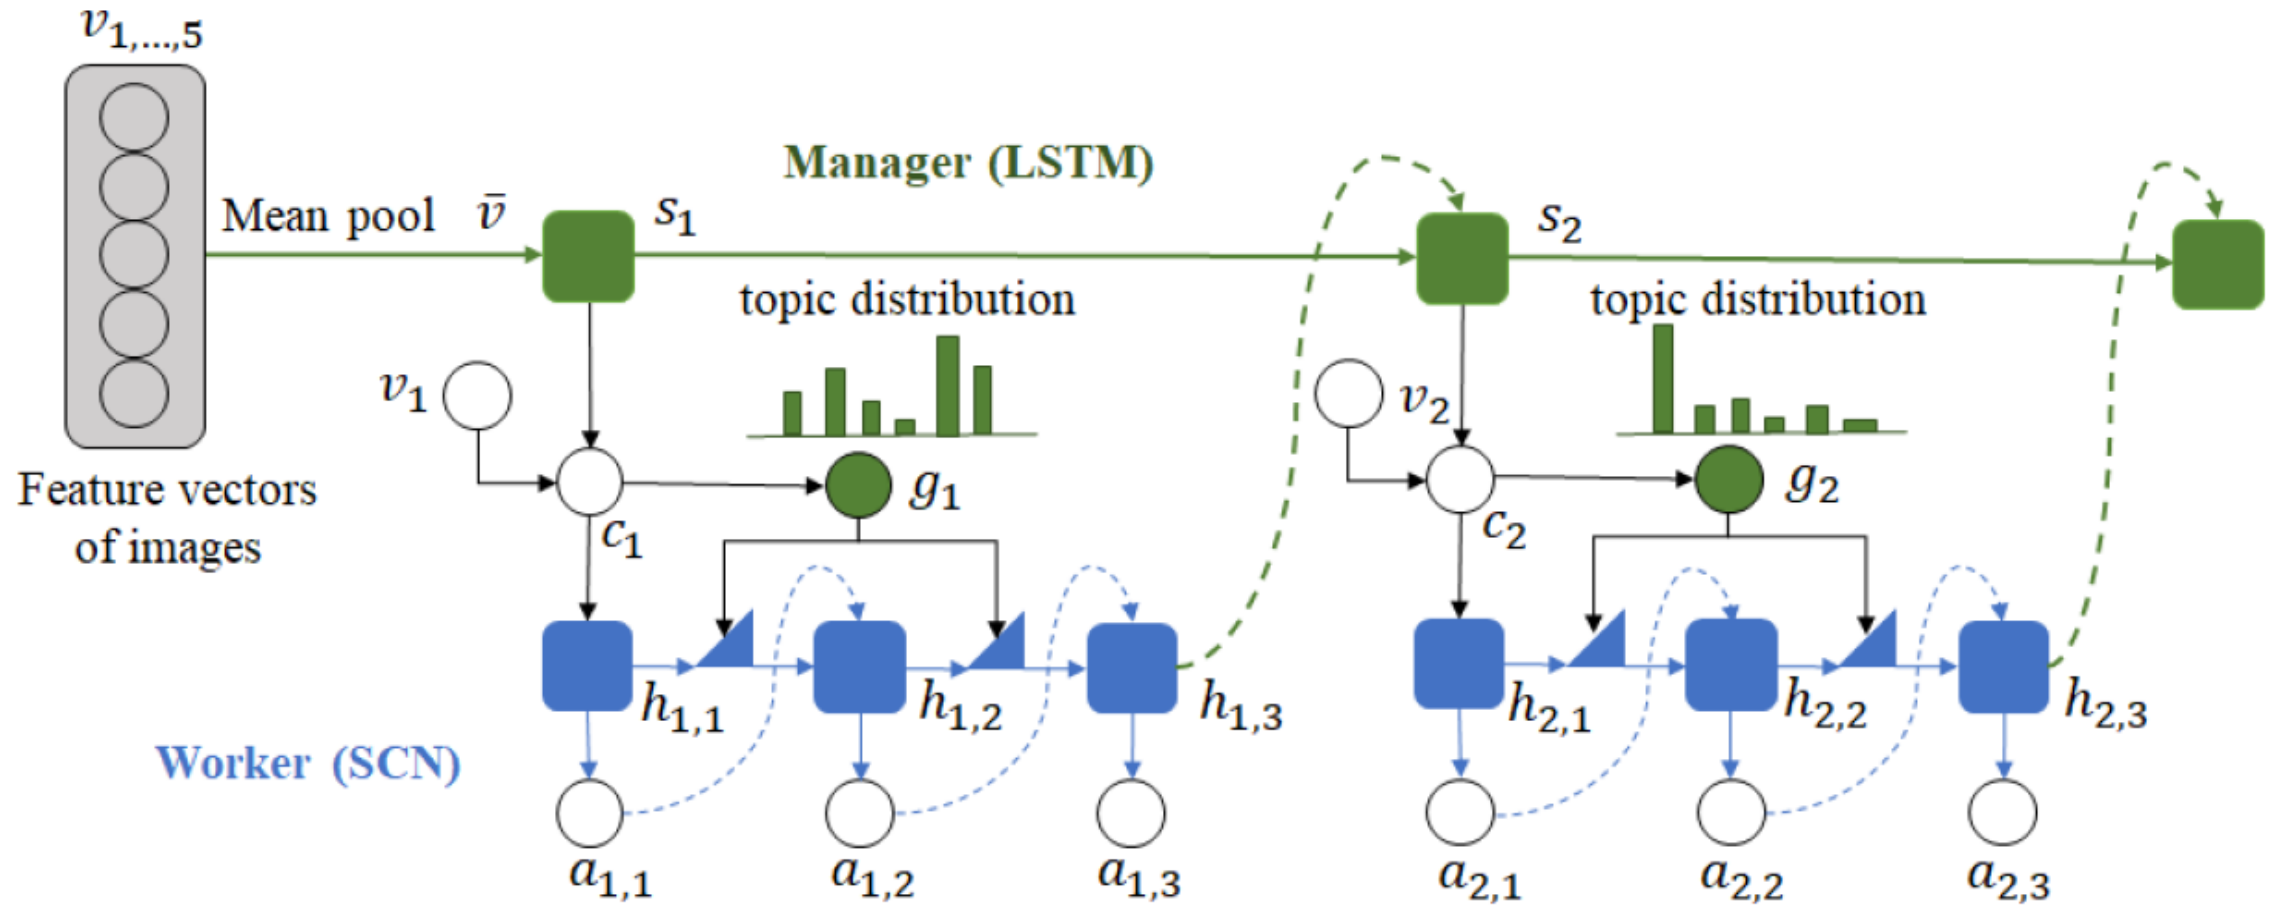 v₁,…,₅
Feature vectors
of images
Mean pool v̄
Manager (LSTM)
s₁
topic distribution
v₁
c₁
g₁
s₂
topic distribution
v₂
c₂
g₂
h₁,₁
h₁,₂
h₁,₃
h₂,₁
h₂,₂
h₂,₃
Worker (SCN)
a₁,₁
a₁,₂
a₁,₃
a₂,₁
a₂,₂
a₂,₃